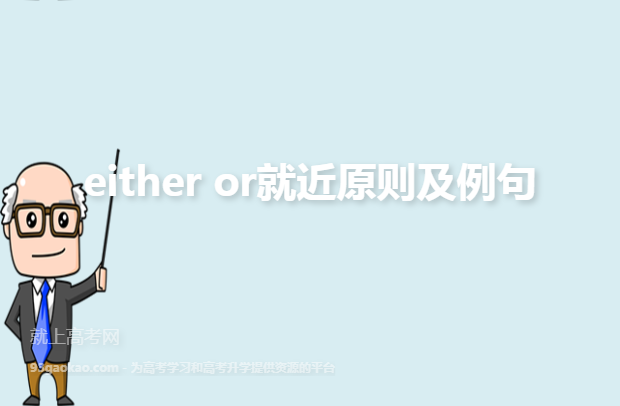 either or就近原则及例句
就上高考网
95gaokao.com - 为高考学习和高考升学提供资源的平台